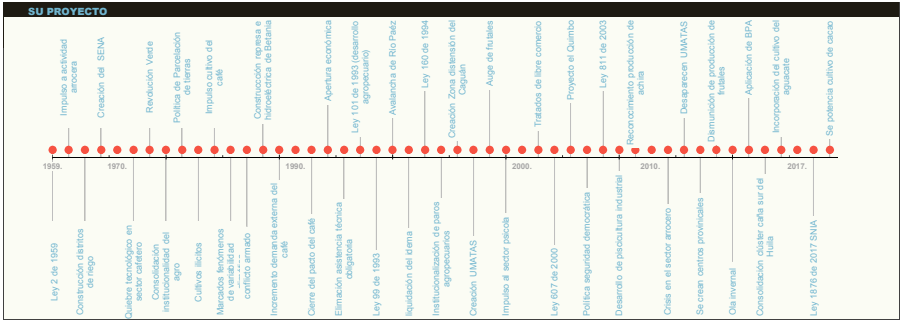 SU PROYECTO
Impulso a actividad
arrocera
Creación del SENA
Revolución Verde
Política de Parcelación
de tierras
Impulso cultivo del
café
Construcción represa e
hidroeléctrica de Betania
Apertura económica
Ley 101 de 1993 (desarrollo
agropecuario)
Avalancha de Río Paéz
Ley 160 de 1994
Creación Zona distensión del
Caguán
Auge de frutales
Tratados de libre comercio
Proyecto el Quimbo
Ley 811 de 2003
Reconocimiento producción de
achira
Desaparecen UMATAS
Dismunición de producción de
frutales
Aplicación de BPA
Incorporación del cultivo del
aguacate
Se potencia cultivo de cacao
1959.
1970.
1990.
2000.
2010.
2017.
Ley 2 de 1959
Construcción distritos
de riego
Quiebre tecnológico en
sector cafetero
Consolidación
institucionalidad del
agro
Cultivos ilícitos
Marcados fenómenos
de variabilidad
conflicto armado
Incremento demanda externa del
café
Cierre del pacto del café
Elimación asistencia técnica
obligatoria
Ley 99 de 1993
liquidación del idema
Institucionalización de paros
agropecuarios
Creación UMATAS
Impulso al sector psícola
Ley 607 de 2000
Política seguridad democrática
Desarrollo de piscicultura industrial
Crisis en el sector arrocero
Se crean centros provinicales
Ola invernal
Consolidación clúster caña sur del
Huila
Ley 1876 de 2017 SNIA